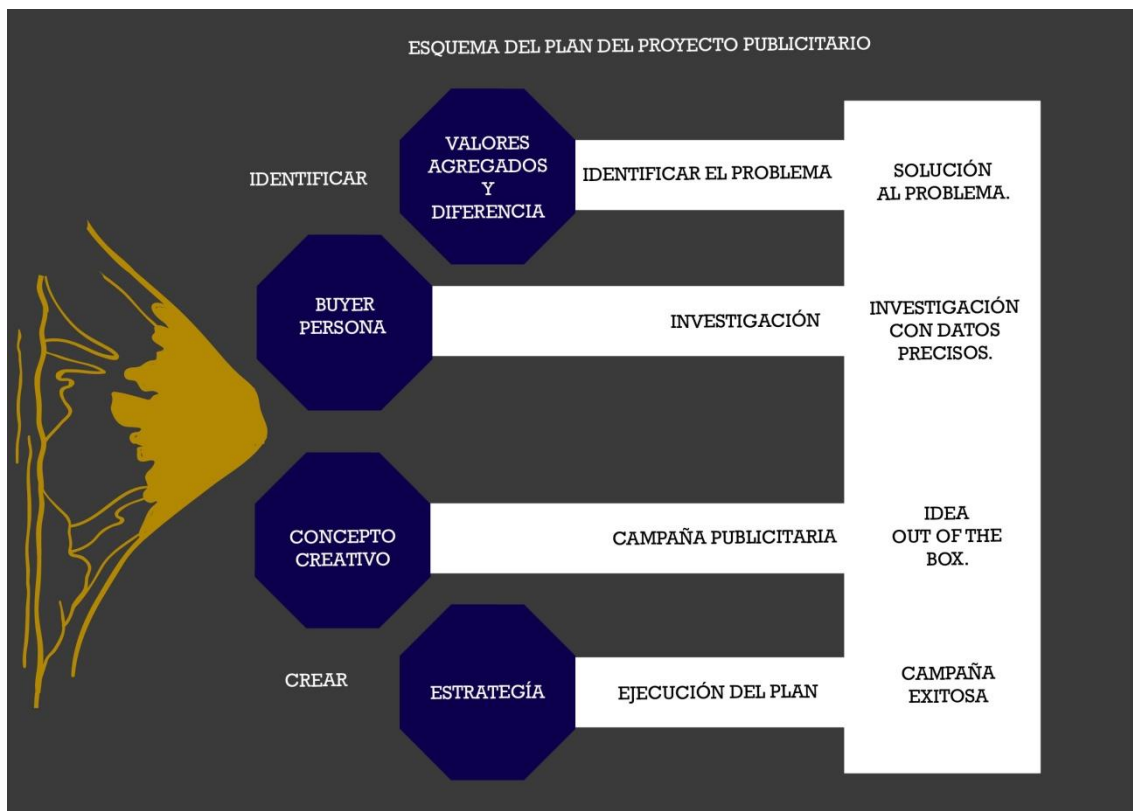 ESQUEMA DEL PLAN DEL PROYECTO PUBLICITARIO
IDENTIFICAR
VALORES
AGREGADOS
Y
DIFERENCIA
IDENTIFICAR EL PROBLEMA
SOLUCIÓN
AL PROBLEMA.
BUYER
PERSONA
INVESTIGACIÓN
INVESTIGACIÓN
CON DATOS
PRECISOS.
CONCEPTO
CREATIVO
CAMPAÑA PUBLICITARIA
IDEA
OUT OF THE
BOX.
CREAR
ESTRATEGÍA
EJECUCIÓN DEL PLAN
CAMPAÑA
EXITOSA